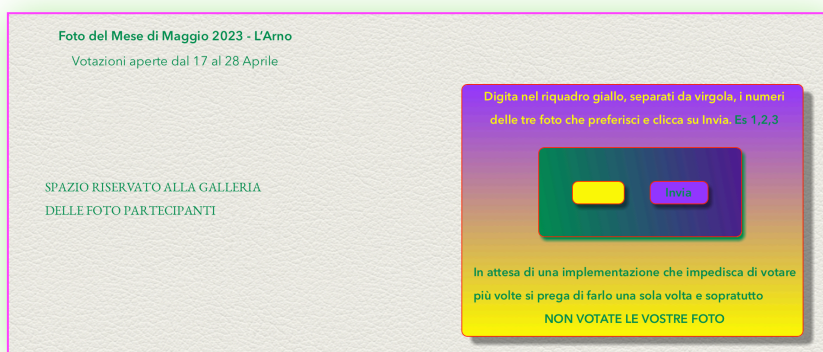 Foto del Mese di Maggio 2023 - L'Arno
Votazioni aperte dal 17 al 28 Aprile
Digita nel riquadro giallo, separati da virgola, i numeri
delle tre foto che preferisci e clicca su Invia. Es 1,2,3
Invia
SPAZIO RISERVATO ALLA GALLERIA
DELLE FOTO PARTECIPANTI
In attesa di una implementazione che impedisca di votare
più volte si prega di farlo una sola volta e sopratutto
NON VOTATE LE VOSTRE FOTO